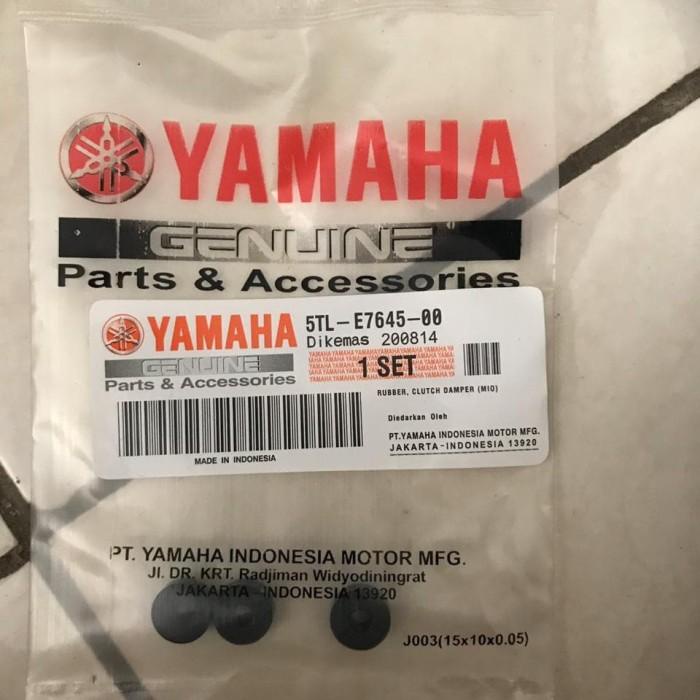 YAMAHA
GENUINE
Parts & Accessories
YAMAHA
GENUINE
Parts & Accessories
5TL-E7645-00
Dikemas 200814
1 SET
RUBBER, CLUTCH DAMPER (MIO)
Diedarkan Oleh
PT.YAMAHA INDONESIA MOTOR MFG.
JAKARTA-INDONESIA 13920
MADE IN INDONESIA
PT. YAMAHA INDONESIA MOTOR MFG.
Jl. DR. KRT. Radjiman Widyodiningrat
JAKARTA-INDONESIA 13920
J003(15x10x0.05)